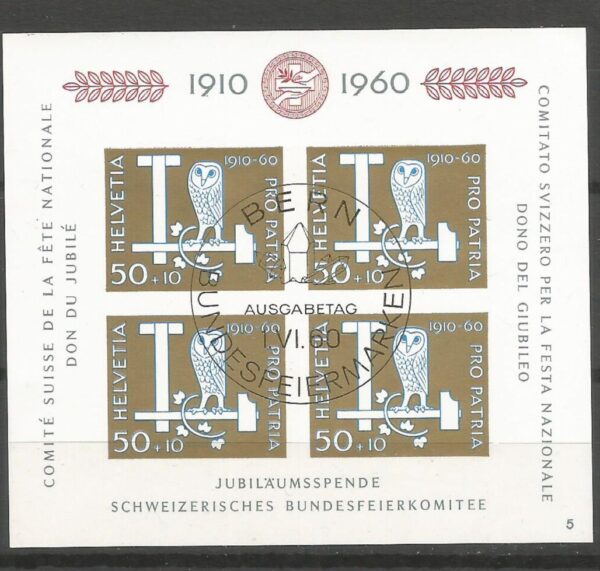 1910 1960
COMITÉ SUISSE DE LA FÊTE NATIONALE
DON DU JUBILÉ
HELVETIA
1910-60
PRO PATRIA
50+10
HELVETIA
1910-60
PRO PATRIA
50+10
BERN
AUSGABETAG
1.VI.60
BUNDESFEIERMARKEN
HELVETIA
1910-60
PRO PATRIA
50+10
HELVETIA
1910-60
PRO PATRIA
50+10
COMITATO SVIZZERO PER LA FESTA NAZIONALE
DONO DEL GIUBILEO
JUBILÄUMSSPENDE
SCHWEIZERISCHES BUNDESFEIERKOMITEE
5